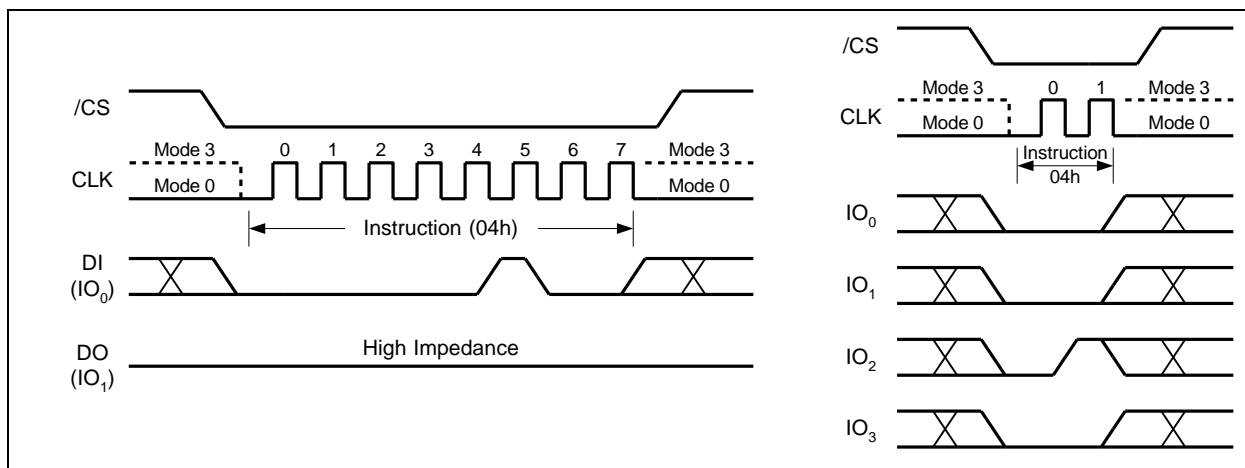 /CS
Mode 3 0 1 2 3 4 5 6 7 Mode 3
CLK Mode 0 Mode 0
Instruction (04h)
DI
(IO0)
High Impedance
DO
(IO1)
/CS
Mode 3 0 1 Mode 3
CLK Mode 0 Mode 0
Instruction
04h
IO0
IO1
IO2
IO3